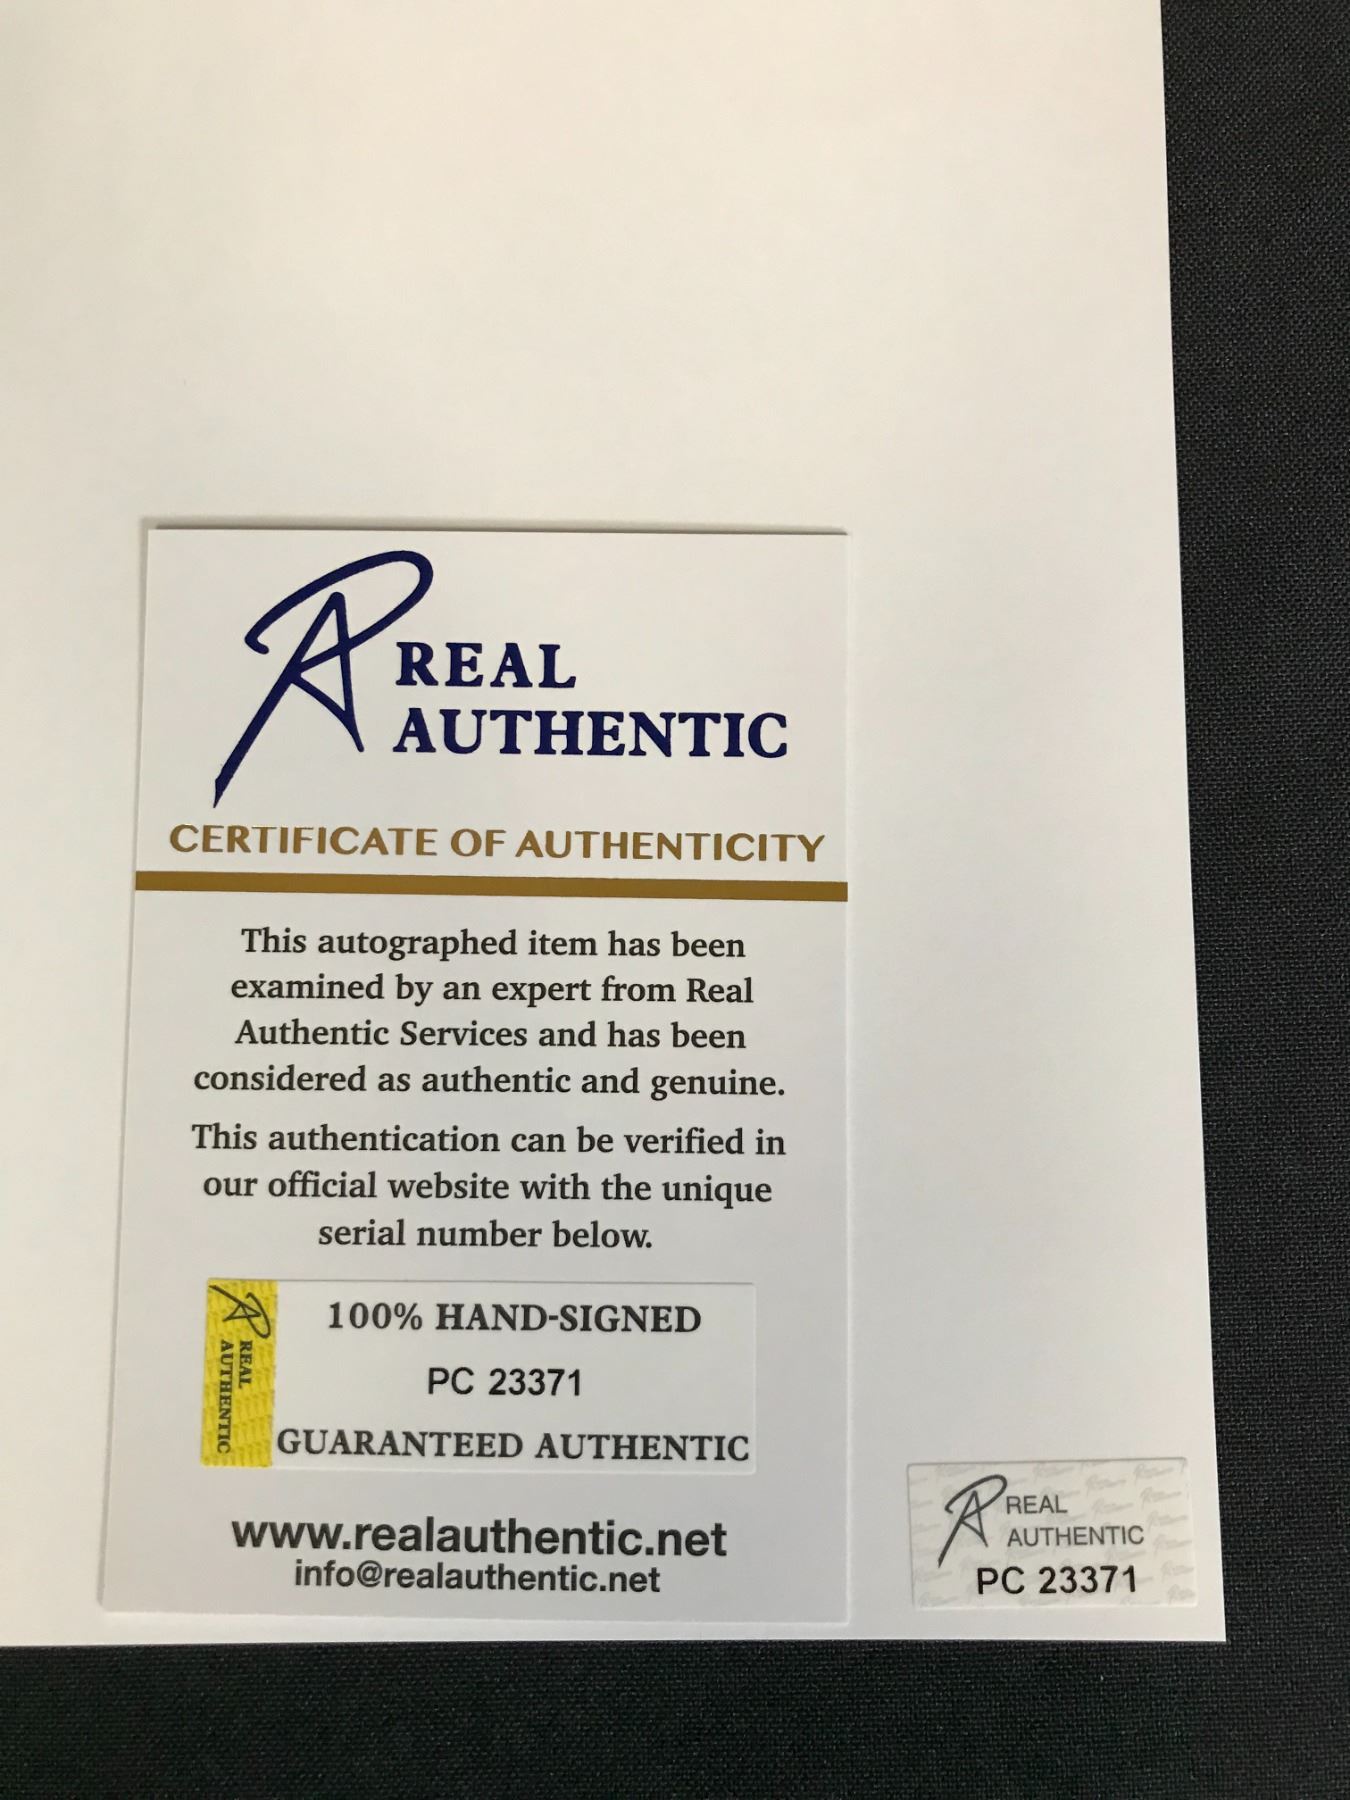 REAL
AUTHENTIC
CERTIFICATE OF AUTHENTICITY
This autographed item has been
examined by an expert from Real
Authentic Services and has been
considered as authentic and genuine.
This authentication can be verified in
our official website with the unique
serial number below.
REAL
AUTHENTIC
100% HAND-SIGNED
PC 23371
GUARANTEED AUTHENTIC
www.realauthentic.net
info@realauthentic.net
REAL
AUTHENTIC
PC 23371